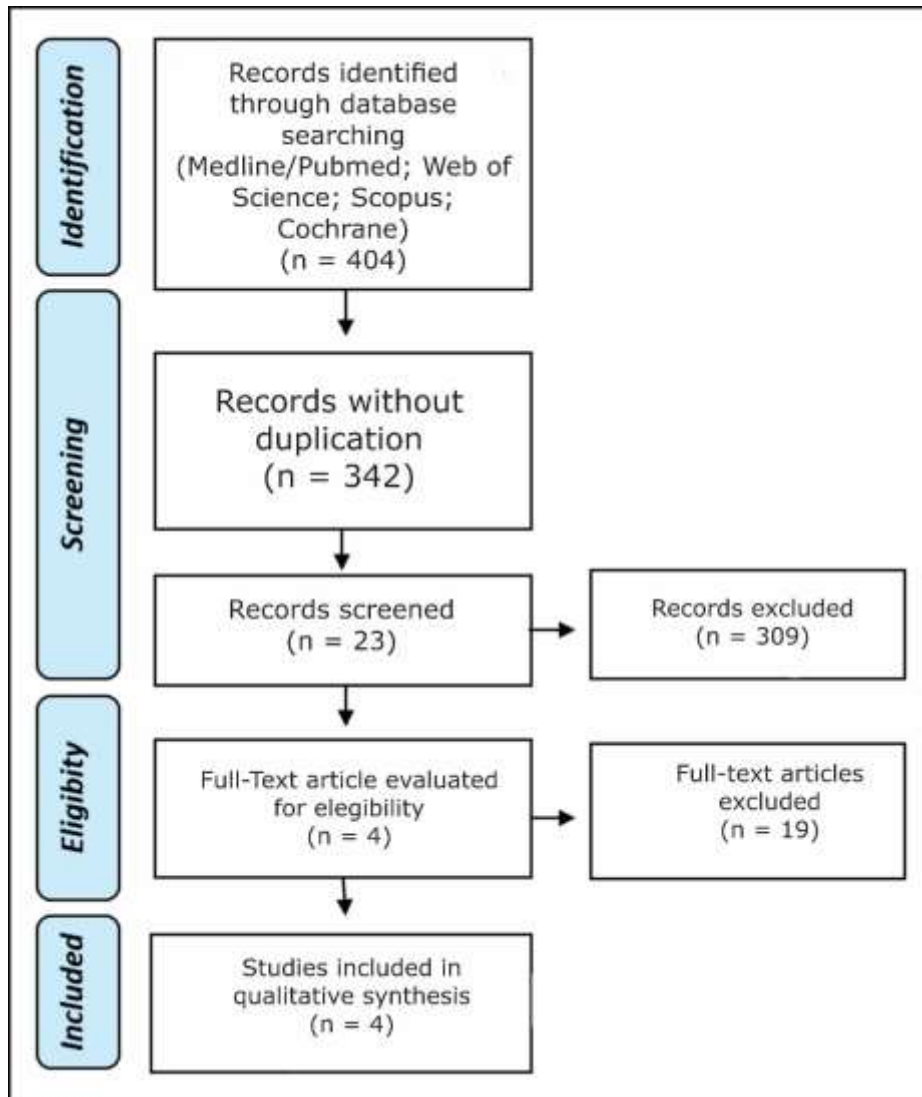 Identification
Records identified
through database
searching
(Medline/Pubmed; Web of
Science; Scopus;
Cochrane)
(n = 404)
Screening
Records without
duplication
(n = 342)
Records screened
(n = 23)
Records excluded
(n = 309)
Eligibity
Full-Text article evaluated
for elegibility
(n = 4)
Full-text articles
excluded
(n = 19)
Included
Studies included in
qualitative synthesis
(n = 4)